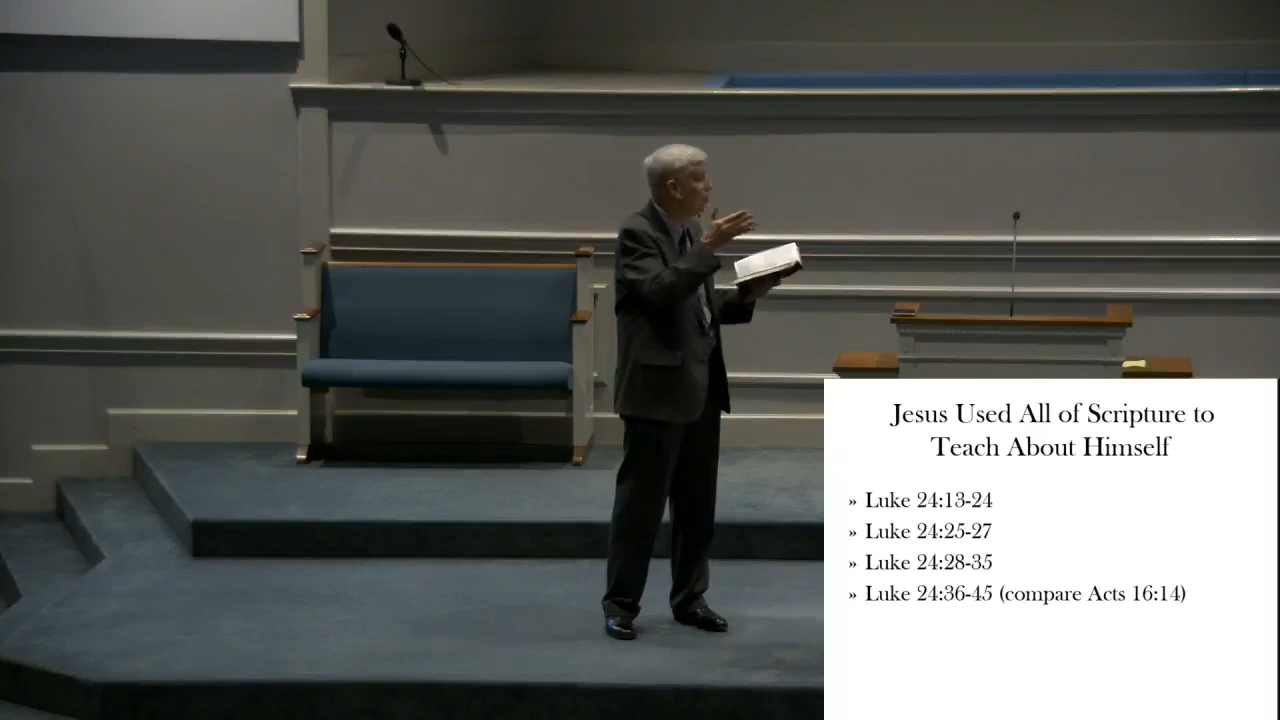 Jesus Used All of Scripture to
Teach About Himself
» Luke 24:13-24
» Luke 24:25-27
» Luke 24:28-35
» Luke 24:36-45 (compare Acts 16:14)